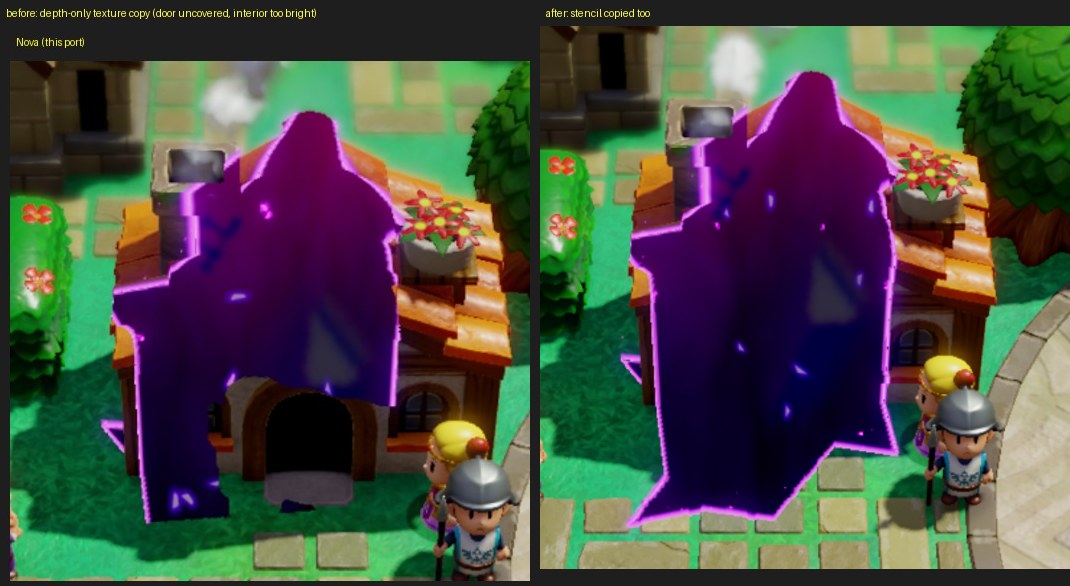 before: depth-only texture copy (door uncovered, interior too bright)
after: stencil copied too
Nova (this port)